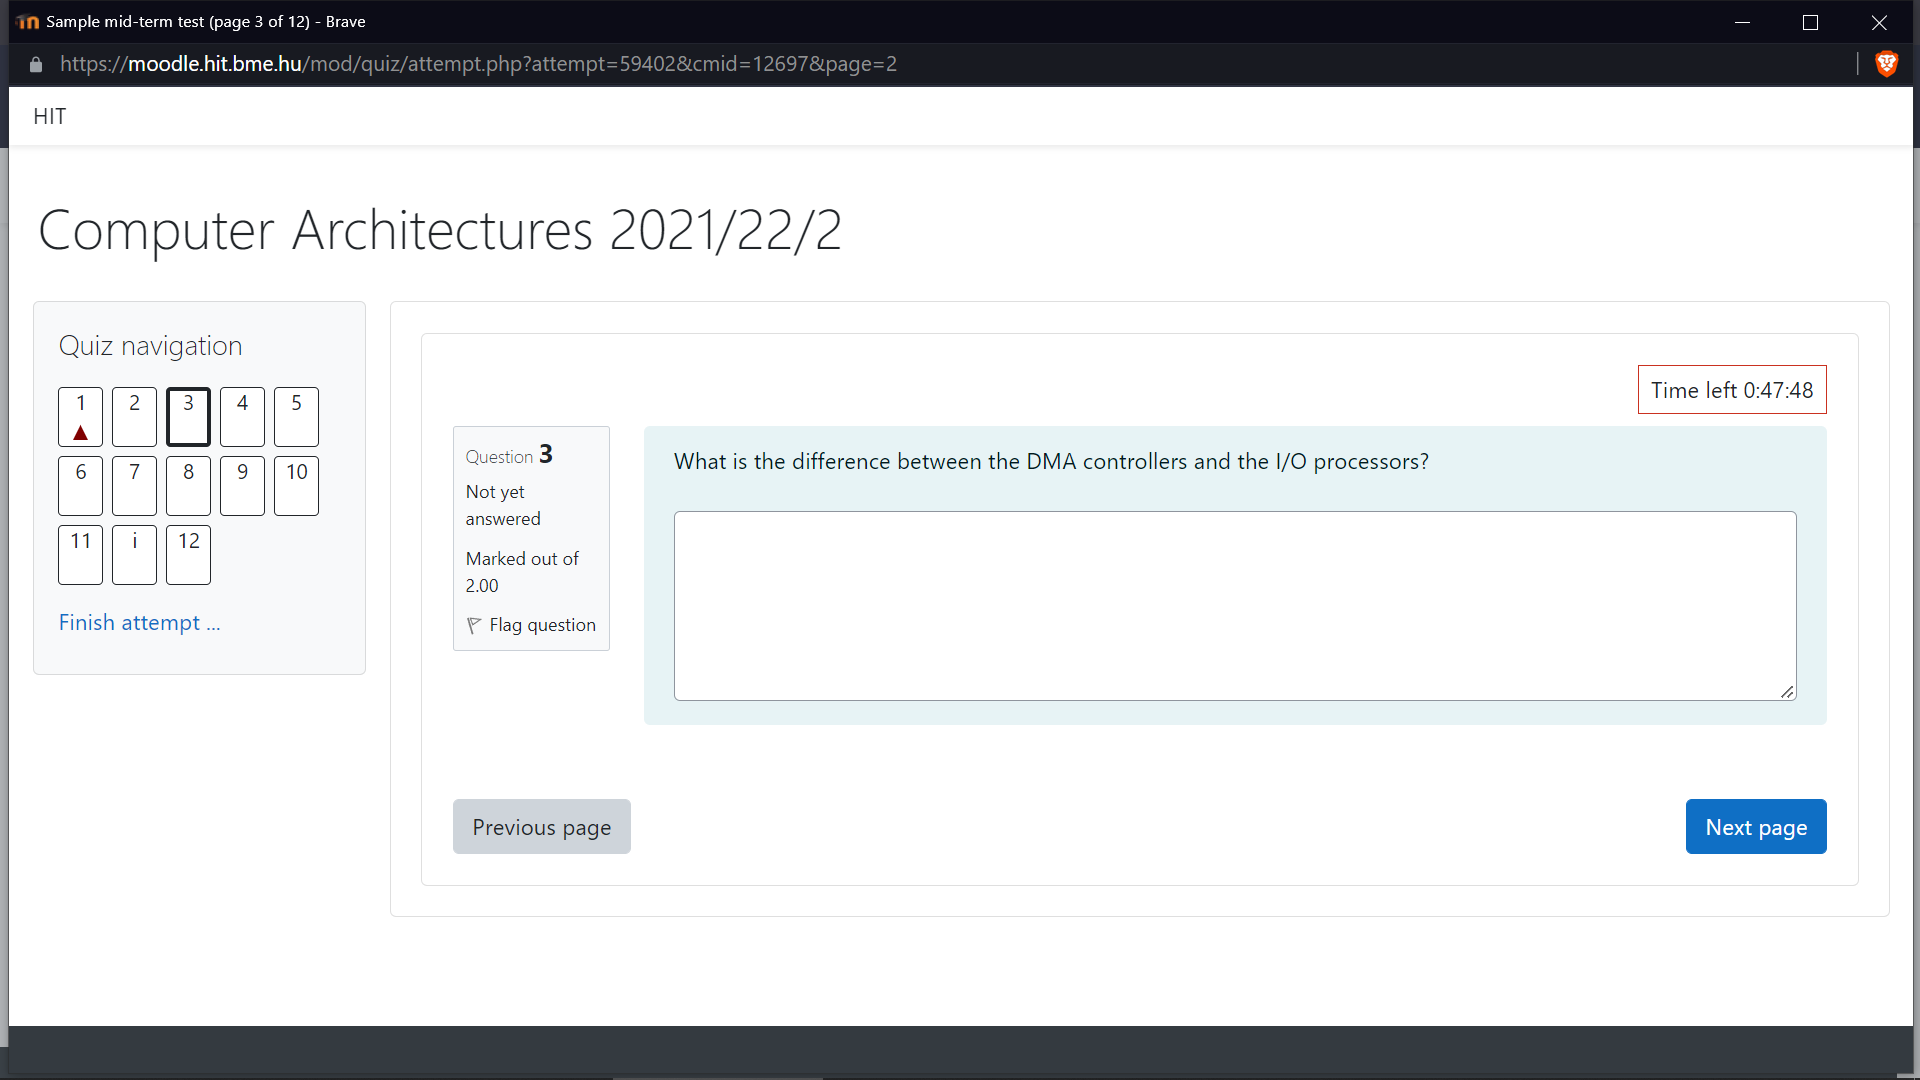 Sample mid-term test (page 3 of 12) - Brave
https://moodle.hit.bme.hu/mod/quiz/attempt.php?attempt=59402&cmid=12697&page=2
HIT
Computer Architectures 2021/22/2
Quiz navigation
1 2 3 4 5
6 7 8 9 10
11 i 12
Finish attempt ...
Time left 0:47:48
Question 3
Not yet
answered
Marked out of
2.00
Flag question
What is the difference between the DMA controllers and the I/O processors?
Previous page
Next page